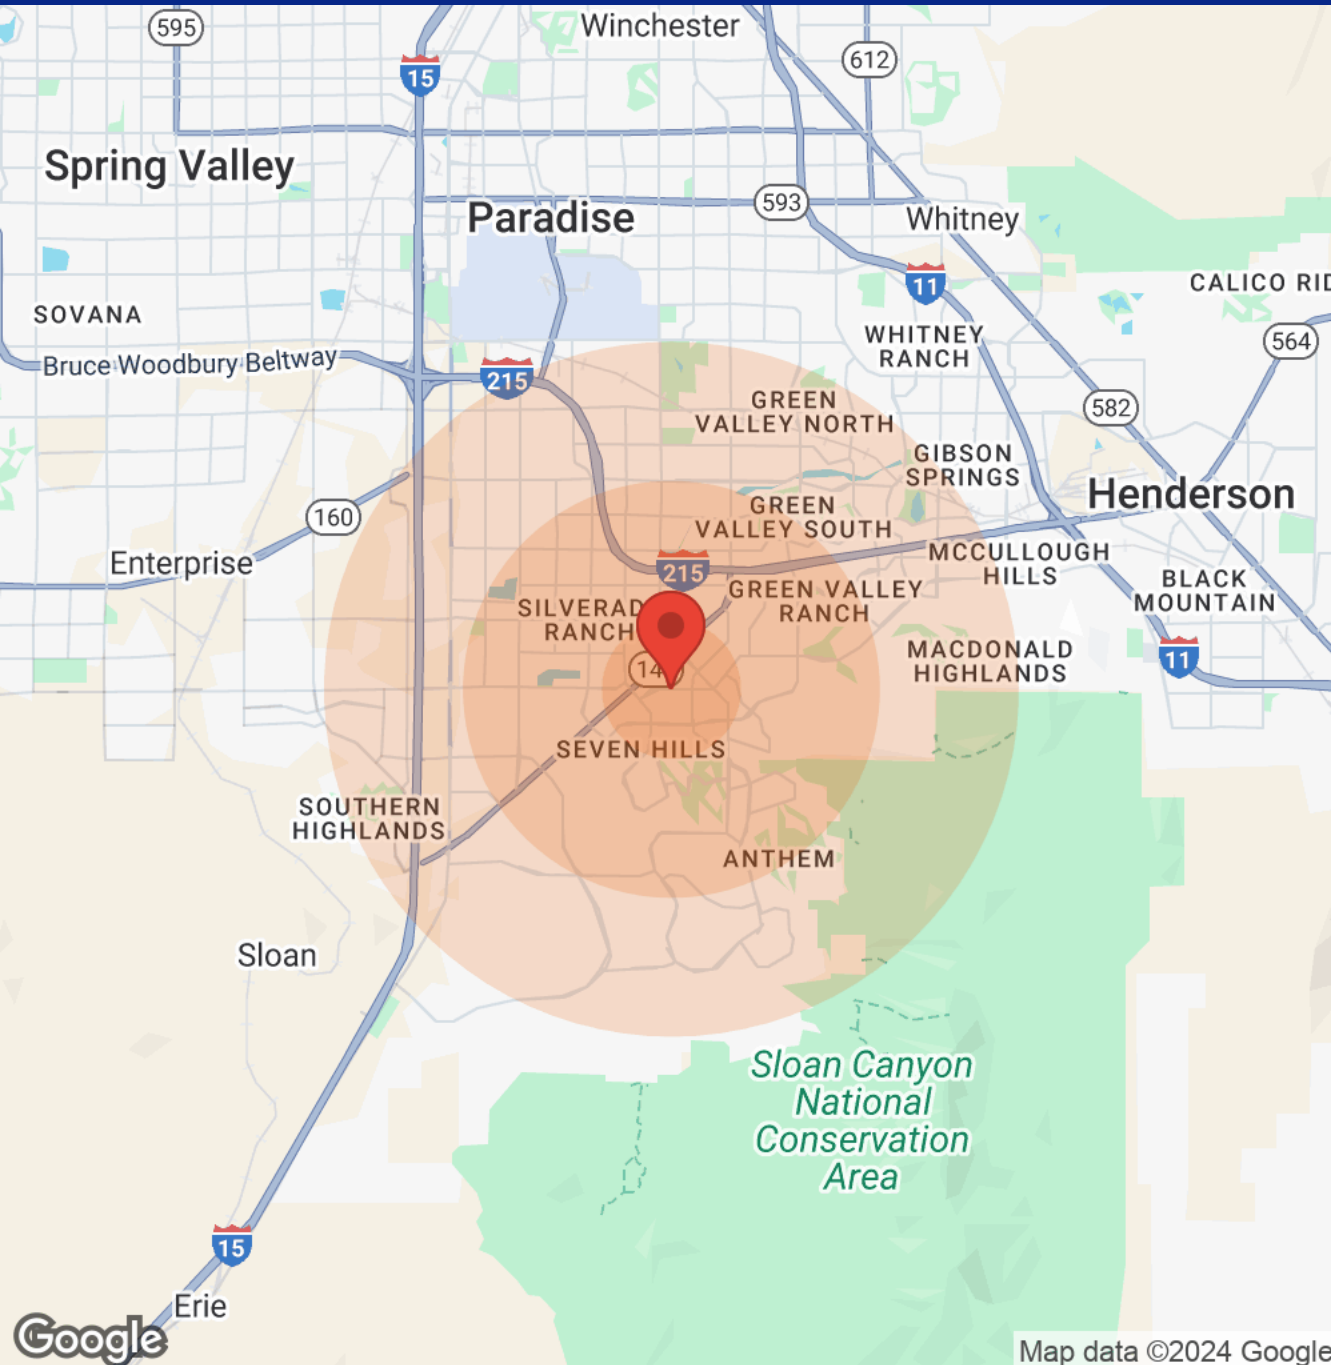 595
Winchester
612
15
Spring Valley
Paradise
593
Whitney
11
CALICO RID
SOVANA
WHITNEY
RANCH
564
Bruce Woodbury Beltway
215
GREEN
VALLEY NORTH
582
GIBSON
SPRINGS
Henderson
160
GREEN
VALLEY SOUTH
Enterprise
MCCULLOUGH
HILLS
215
BLACK
MOUNTAIN
GREEN VALLEY
RANCH
SILVERAD
RANCH
MACDONALD
HIGHLANDS
11
14
SEVEN HILLS
SOUTHERN
HIGHLANDS
ANTHEM
Sloan
Sloan Canyon
National
Conservation
Area
15
Erie
Google
Map data ©2024 Google